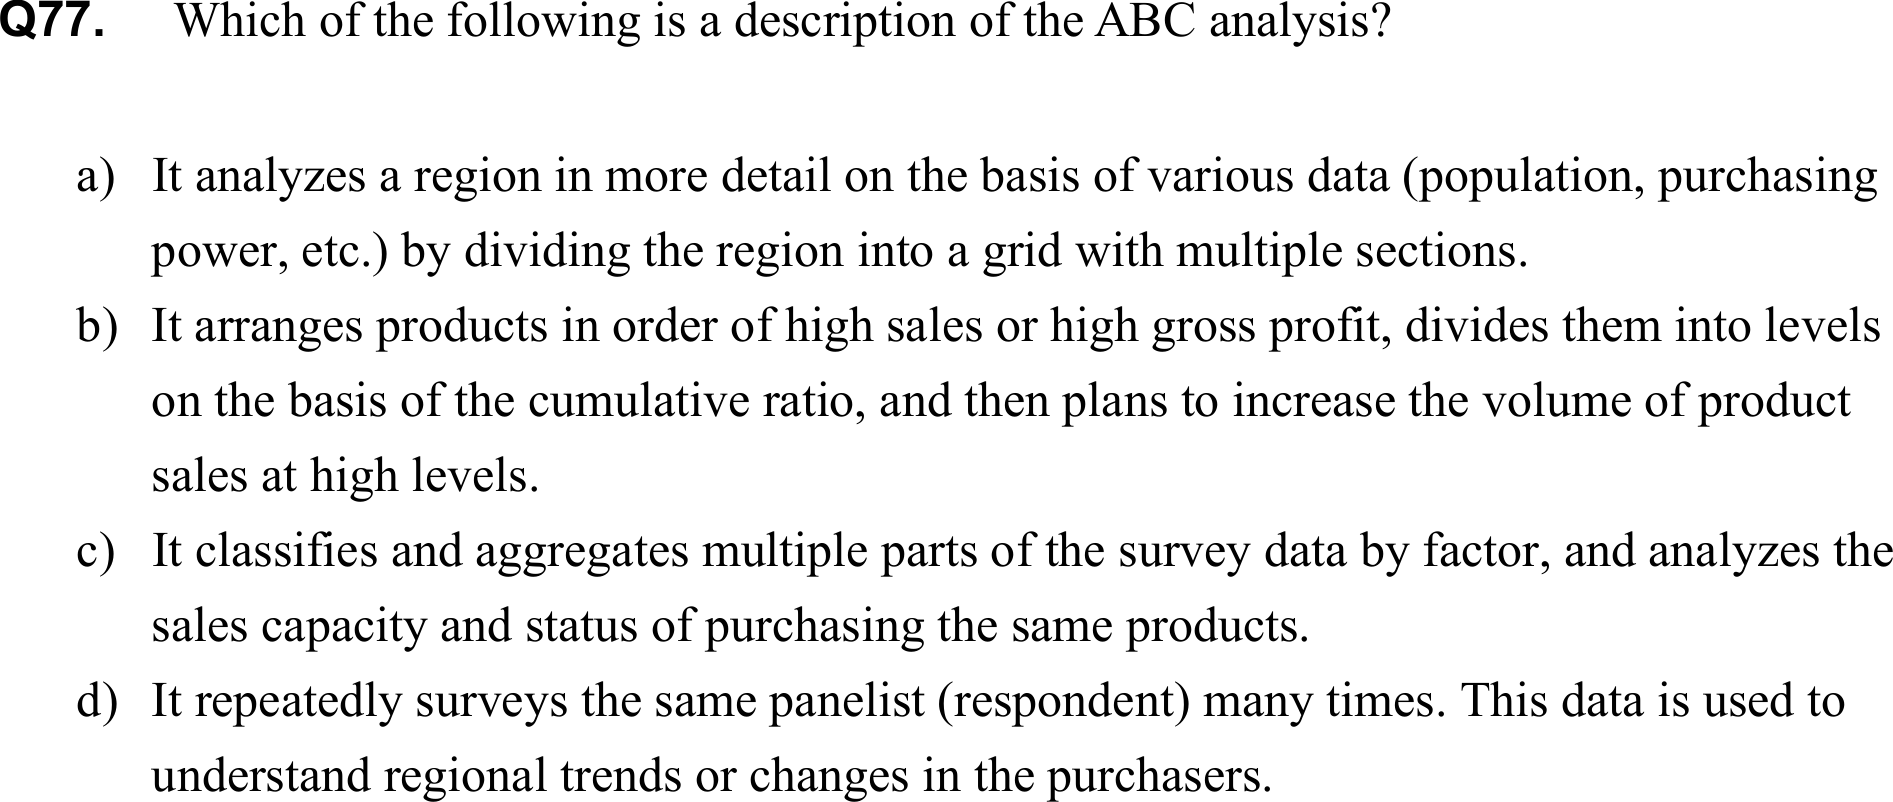 Q77. Which of the following is a description of the ABC analysis?
a) It analyzes a region in more detail on the basis of various data (population, purchasing
power, etc.) by dividing the region into a grid with multiple sections.
b) It arranges products in order of high sales or high gross profit, divides them into levels
on the basis of the cumulative ratio, and then plans to increase the volume of product
sales at high levels.
c) It classifies and aggregates multiple parts of the survey data by factor, and analyzes the
sales capacity and status of purchasing the same products.
d) It repeatedly surveys the same panelist (respondent) many times. This data is used to
understand regional trends or changes in the purchasers.